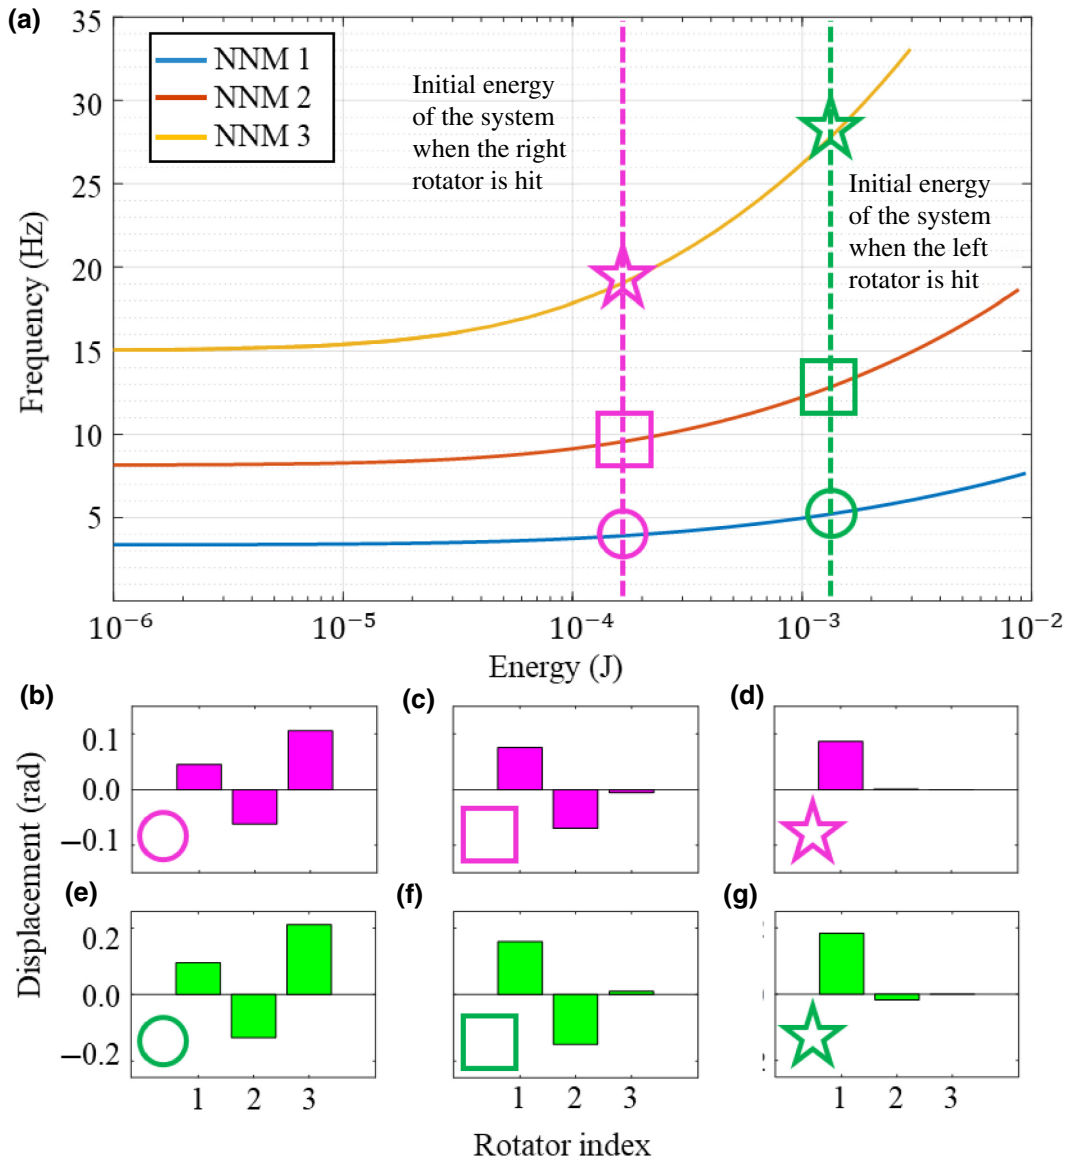 (a)
35
30
25
20
15
10
5
Frequency (Hz)
NNM 1
NNM 2
NNM 3
Initial energy
of the system
when the right
rotator is hit
Initial energy
of the system
when the left
rotator is hit
10⁻⁶
10⁻⁵
10⁻⁴
10⁻³
10⁻²
Energy (J)
(b)
(c)
(d)
0.1
0.0
−0.1
Displacement (rad)
(e)
(f)
(g)
0.2
0.0
−0.2
1 2 3
1 2 3
1 2 3
Rotator index